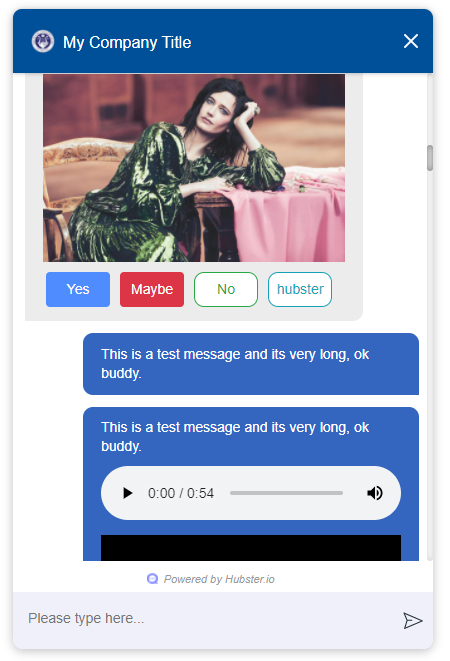 My Company Title
Yes
Maybe
No
hubster
This is a test message and its very long, ok
buddy.
This is a test message and its very long, ok
buddy.
0:00 / 0:54
Powered by Hubster.io
Please type here...